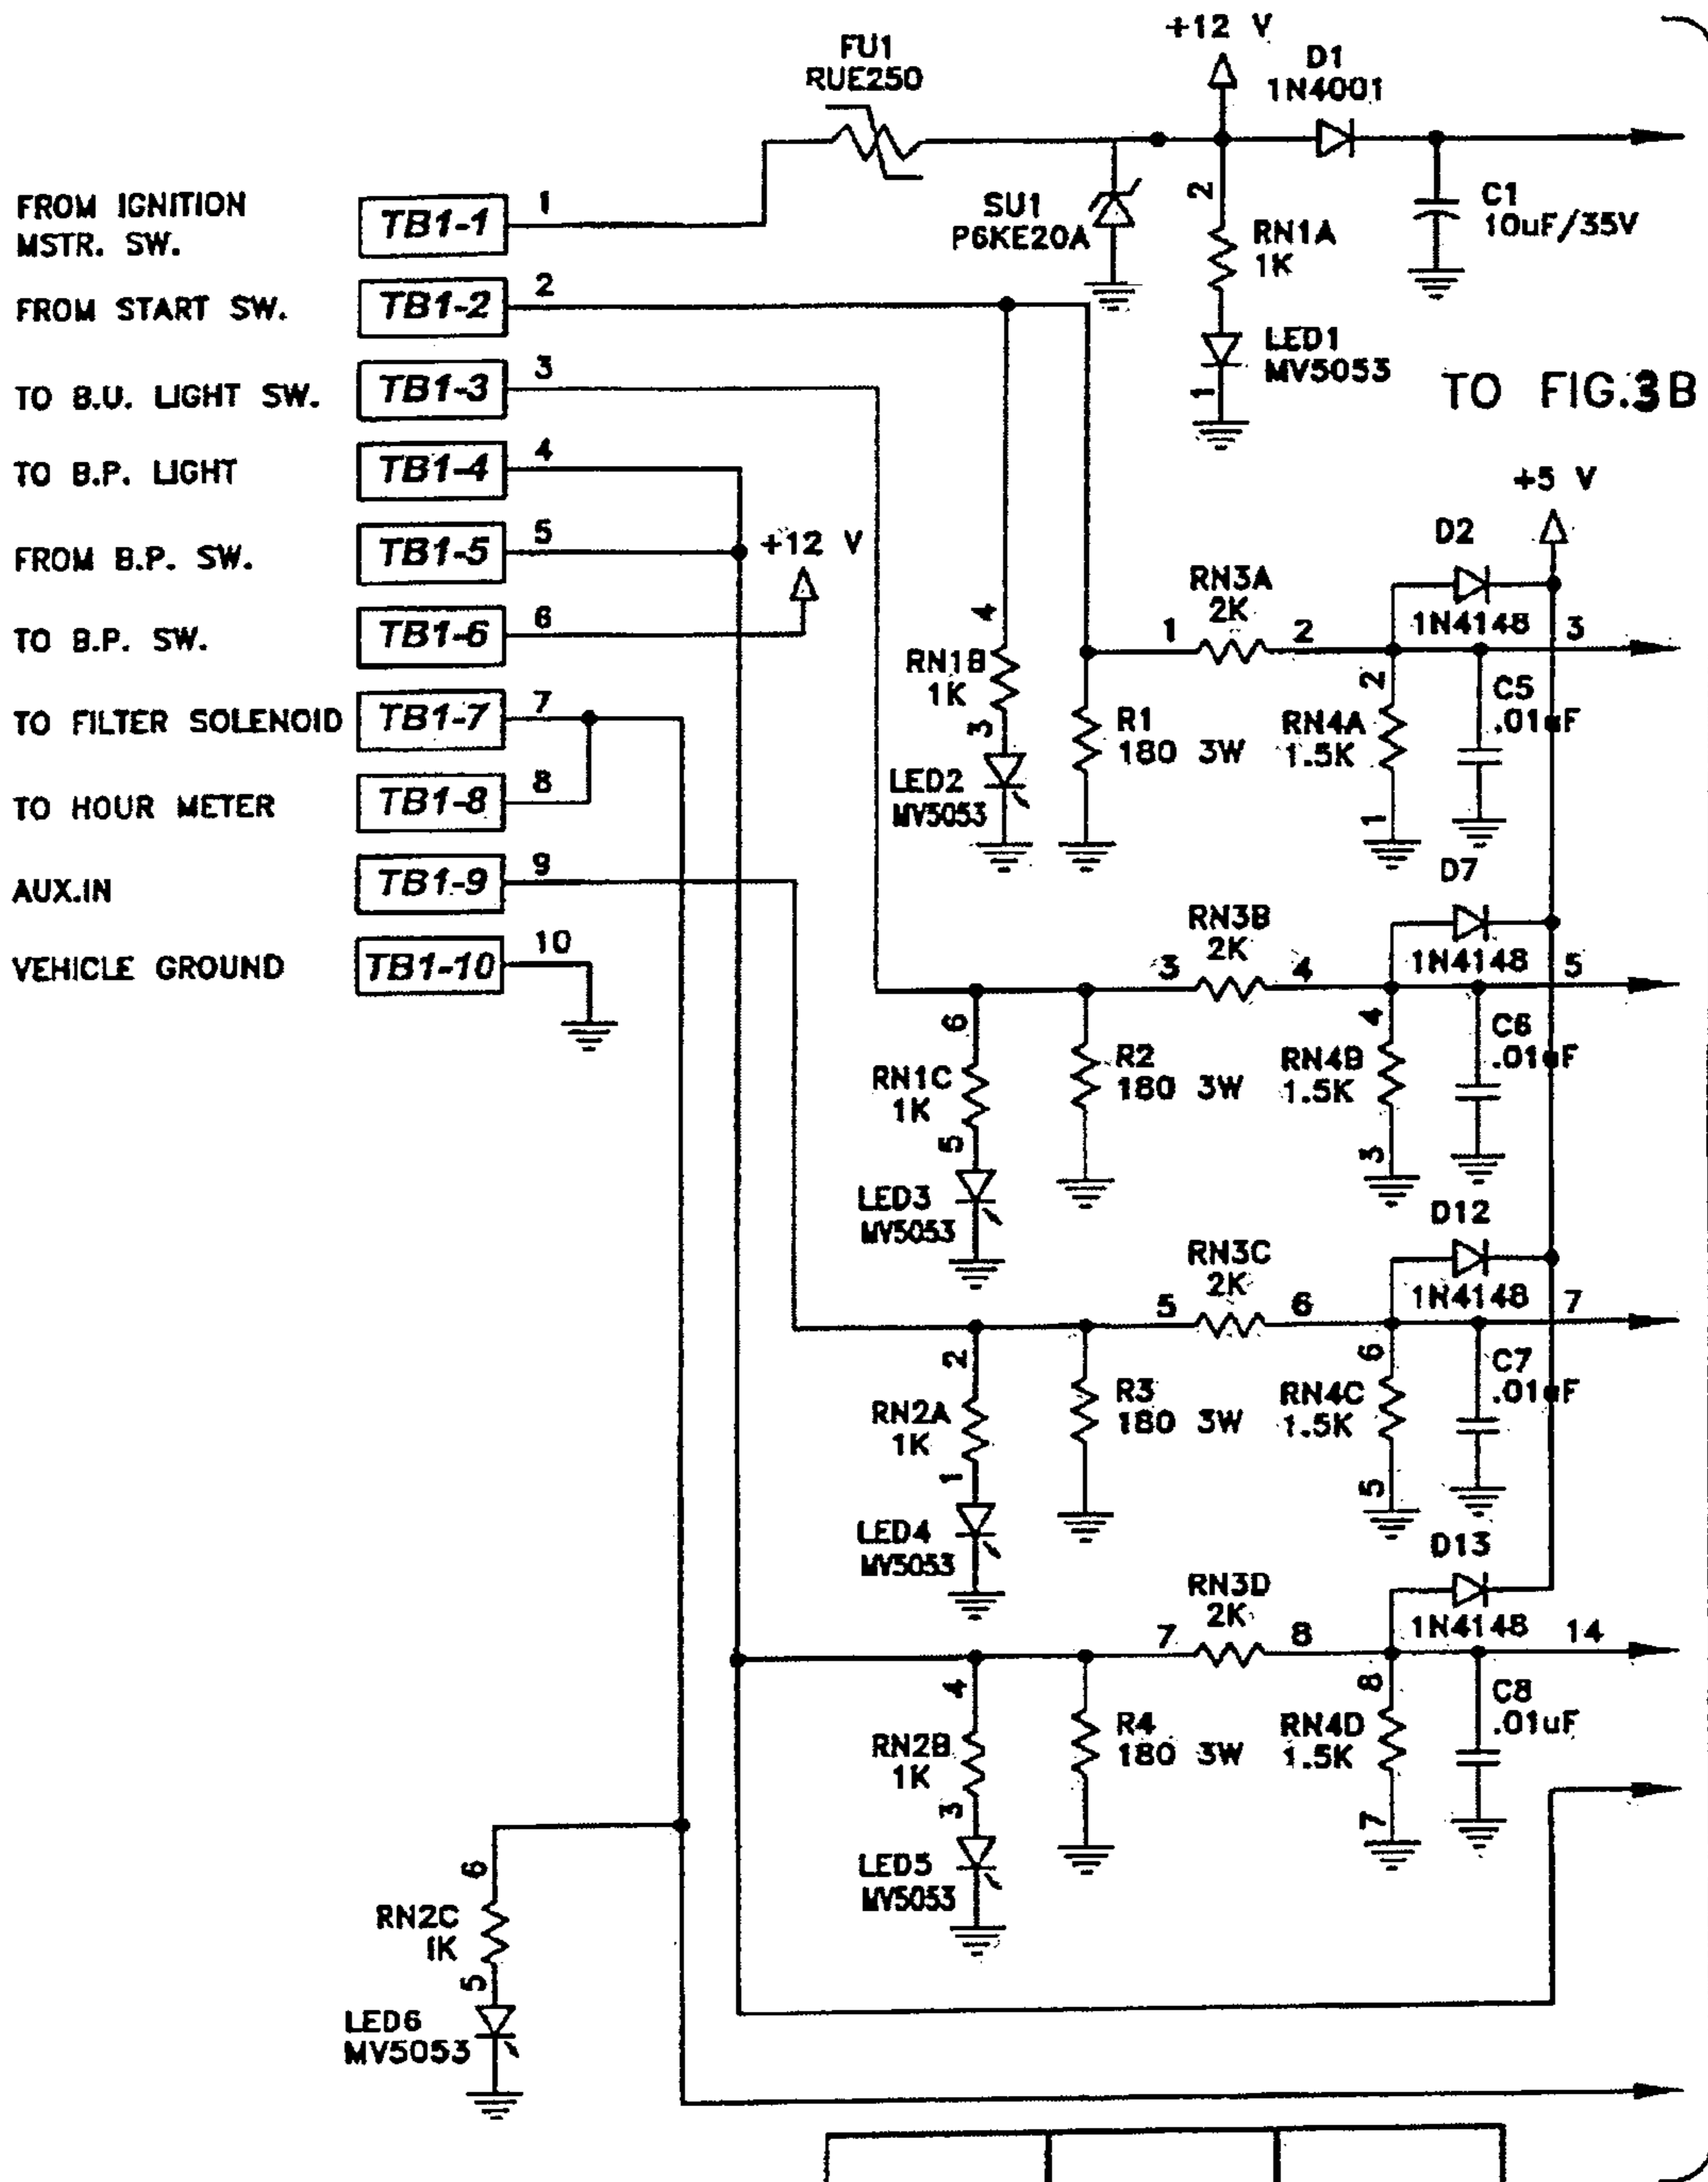 +12 V
FU1
RUE250
D1
1N4001
FROM IGNITION
MSTR. SW.
TB1-1
1
SU1
P6KE20A
2
RN1A
1K
C1
10uF/35V
FROM START SW.
TB1-2
2
LED1
MV5053
1
TO FIG.3B
TO B.U. LIGHT SW.
TB1-3
3
TO B.P. LIGHT
TB1-4
4
+5 V
FROM B.P. SW.
TB1-5
5
+12 V
D2
1N4148
TO B.P. SW.
TB1-6
6
4
RN1B
1K
3
RN3A
2K
1
2
3
TO FILTER SOLENOID
TB1-7
7
LED2
MV5053
R1
180 3W
2
RN4A
1.5K
1
C5
.01uF
TO HOUR METER
TB1-8
8
AUX.IN
TB1-9
9
D7
1N4148
VEHICLE GROUND
TB1-10
10
RN3B
2K
3
4
5
6
RN1C
1K
5
R2
180 3W
4
RN4B
1.5K
3
C6
.01uF
LED3
MV5053
D12
1N4148
RN3C
2K
5
6
7
2
RN2A
1K
1
R3
180 3W
6
RN4C
1.5K
5
C7
.01uF
LED4
MV5053
D13
1N4148
RN3D
2K
7
8
14
4
RN2B
1K
3
R4
180 3W
8
RN4D
1.5K
7
C8
.01uF
LED5
MV5053
6
RN2C
1K
5
LED6
MV5053